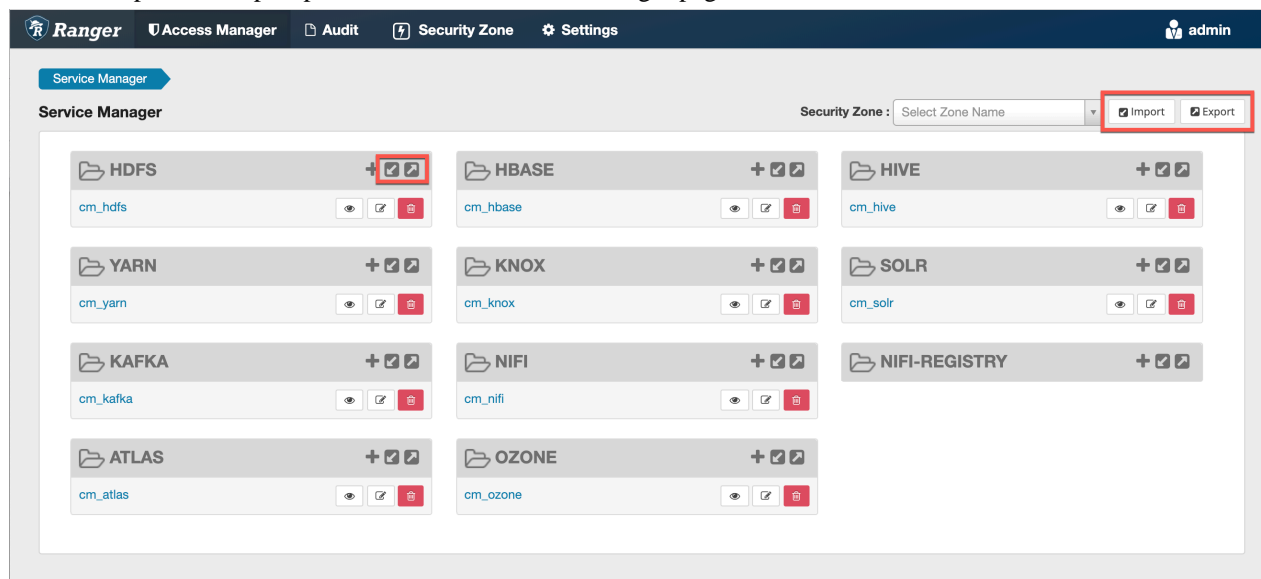 Ranger Access Manager Audit Security Zone Settings admin
Service Manager
Service Manager Security Zone : Select Zone Name Import Export
HDFS HBASE HIVE
cm_hdfs cm_hbase cm_hive
YARN KNOX SOLR
cm_yarn cm_knox cm_solr
KAFKA NIFI NIFI-REGISTRY
cm_kafka cm_nifi
ATLAS OZONE
cm_atlas cm_ozone